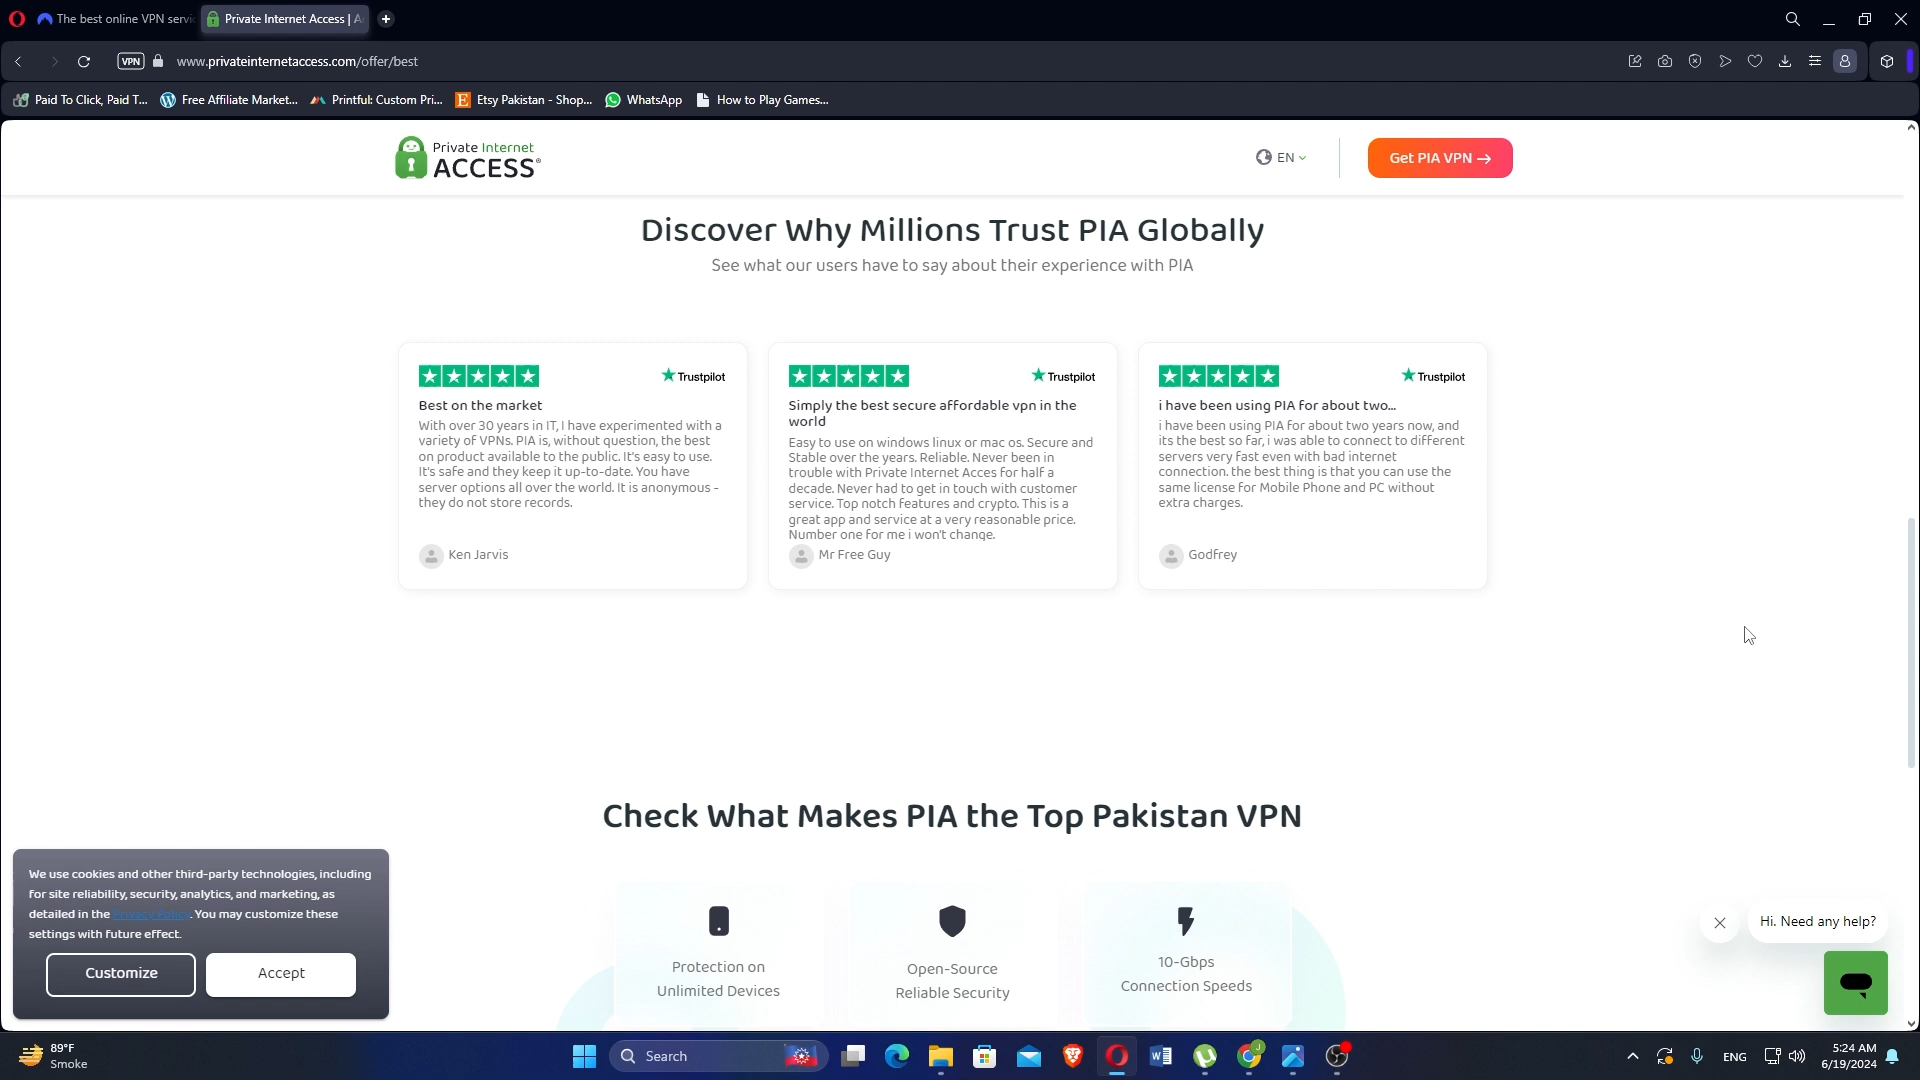 The best online VPN servi
Private Internet Access | A
VPN
www.privateinternetaccess.com/offer/best
Paid To Click, Paid T...
Free Affiliate Market...
Printful: Custom Pri...
Etsy Pakistan - Shop...
WhatsApp
How to Play Games...
Private Internet
ACCESS®
EN
Get PIA VPN →
Discover Why Millions Trust PIA Globally
See what our users have to say about their experience with PIA
Trustpilot
Best on the market
With over 30 years in IT, I have experimented with a
variety of VPNs. PIA is, without question, the best
on product available to the public. It's easy to use.
It's safe and they keep it up-to-date. You have
server options all over the world. It is anonymous -
they do not store records.
Ken Jarvis
Trustpilot
Simply the best secure affordable vpn in the
world
Easy to use on windows linux or mac os. Secure and
Stable over the years. Reliable. Never been in
trouble with Private Internet Acces for half a
decade. Never had to get in touch with customer
service. Top notch features and crypto. This is a
great app and service at a very reasonable price.
Number one for me i won't change.
Mr Free Guy
Trustpilot
i have been using PIA for about two...
i have been using PIA for about two years now, and
its the best so far, i was able to connect to different
servers very fast even with bad internet
connection. the best thing is that you can use the
same license for Mobile Phone and PC without
extra charges.
Godfrey
Check What Makes PIA the Top Pakistan VPN
Protection on
Unlimited Devices
Open-Source
Reliable Security
10-Gbps
Connection Speeds
We use cookies and other third-party technologies, including
for site reliability, security, analytics, and marketing, as
detailed in the Privacy Policy. You may customize these
settings with future effect.
Customize
Accept
Hi. Need any help?
89°F
Smoke
Search
ENG
5:24 AM
6/19/2024